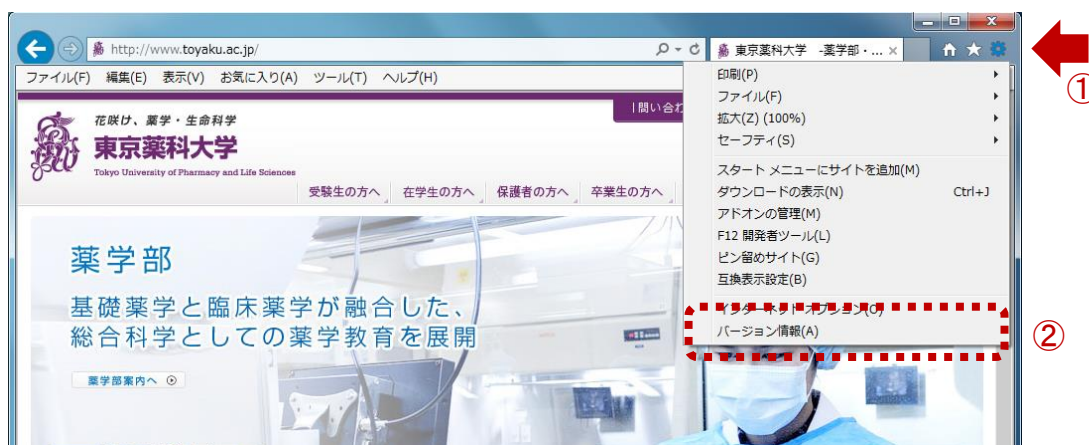 http://www.toyaku.ac.jp/
東京薬科大学 -薬学部・...
①
ファイル(F) 編集(E) 表示(V) お気に入り(A) ツール(T) ヘルプ(H)
印刷(P)
ファイル(F)
拡大(Z) (100%)
セーフティ(S)
スタート メニューにサイトを追加(M)
ダウンロードの表示(N) Ctrl+J
アドオンの管理(M)
F12 開発者ツール(L)
ピン留めサイト(G)
互換表示設定(B)
インターネット オプション(O)
バージョン情報(A)
②
問い合わ
花咲け、薬学・生命科学
東京薬科大学
Tokyo University of Pharmacy and Life Sciences
受験生の方へ 在学生の方へ 保護者の方へ 卒業生の方へ
薬学部
基礎薬学と臨床薬学が融合した、
総合科学としての薬学教育を展開
薬学部案内へ